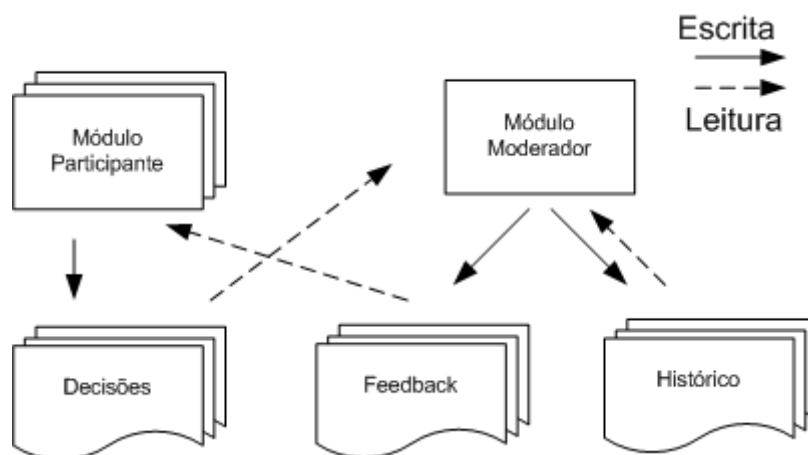 Escrita
Leitura
Módulo
Participante
Módulo
Moderador
Decisões
Feedback
Histórico